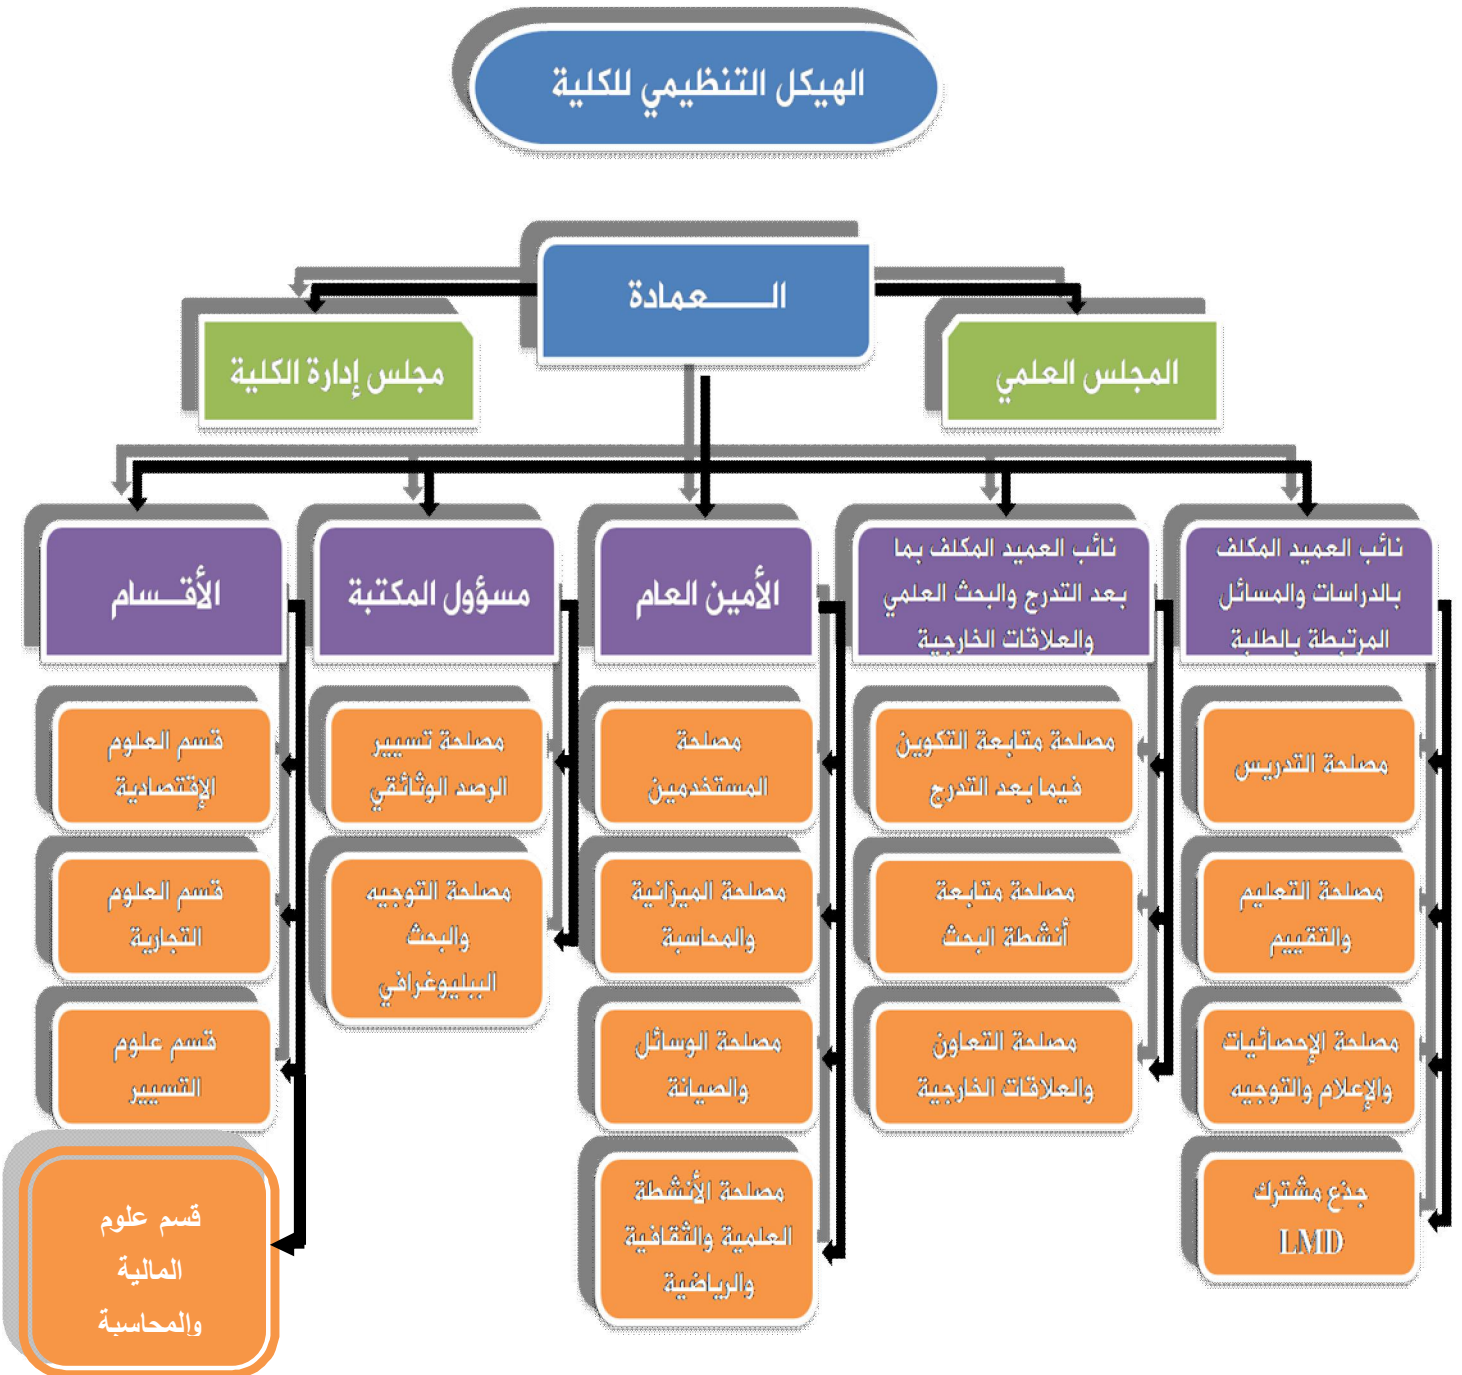 الهيكل التنظيمي للكلية
الـــــعمادة
المجلس العلمي
مجلس إدارة الكلية
نائب العميد المكلف
بالدراسات والمسائل
المرتبطة بالطلبة
نائب العميد المكلف بما
بعد التدرج والبحث العلمي
والعلاقات الخارجية
الأمين العام
مسؤول المكتبة
الأقــسام
مصلحة التدريس
مصلحة التعليم
والتقييم
مصلحة الإحصائيات
والإعلام والتوجيه
جذع مشترك
LMD
مصلحة متابعة التكوين
فيما بعد التدرج
مصلحة متابعة
أنشطة البحث
مصلحة التعاون
والعلاقات الخارجية
مصلحة
المستخدمين
مصلحة الميزانية
والمحاسبة
مصلحة الوسائل
والصيانة
مصلحة الأنشطة
العلمية والثقافية
والرياضية
مصلحة تسيير
الرصد الوثائقي
مصلحة التوجيه
والبحث
الببليوغرافي
قسم العلوم
الإقتصادية
قسم العلوم
التجارية
قسم علوم
التسيير
قسم علوم
المالية
والمحاسبة